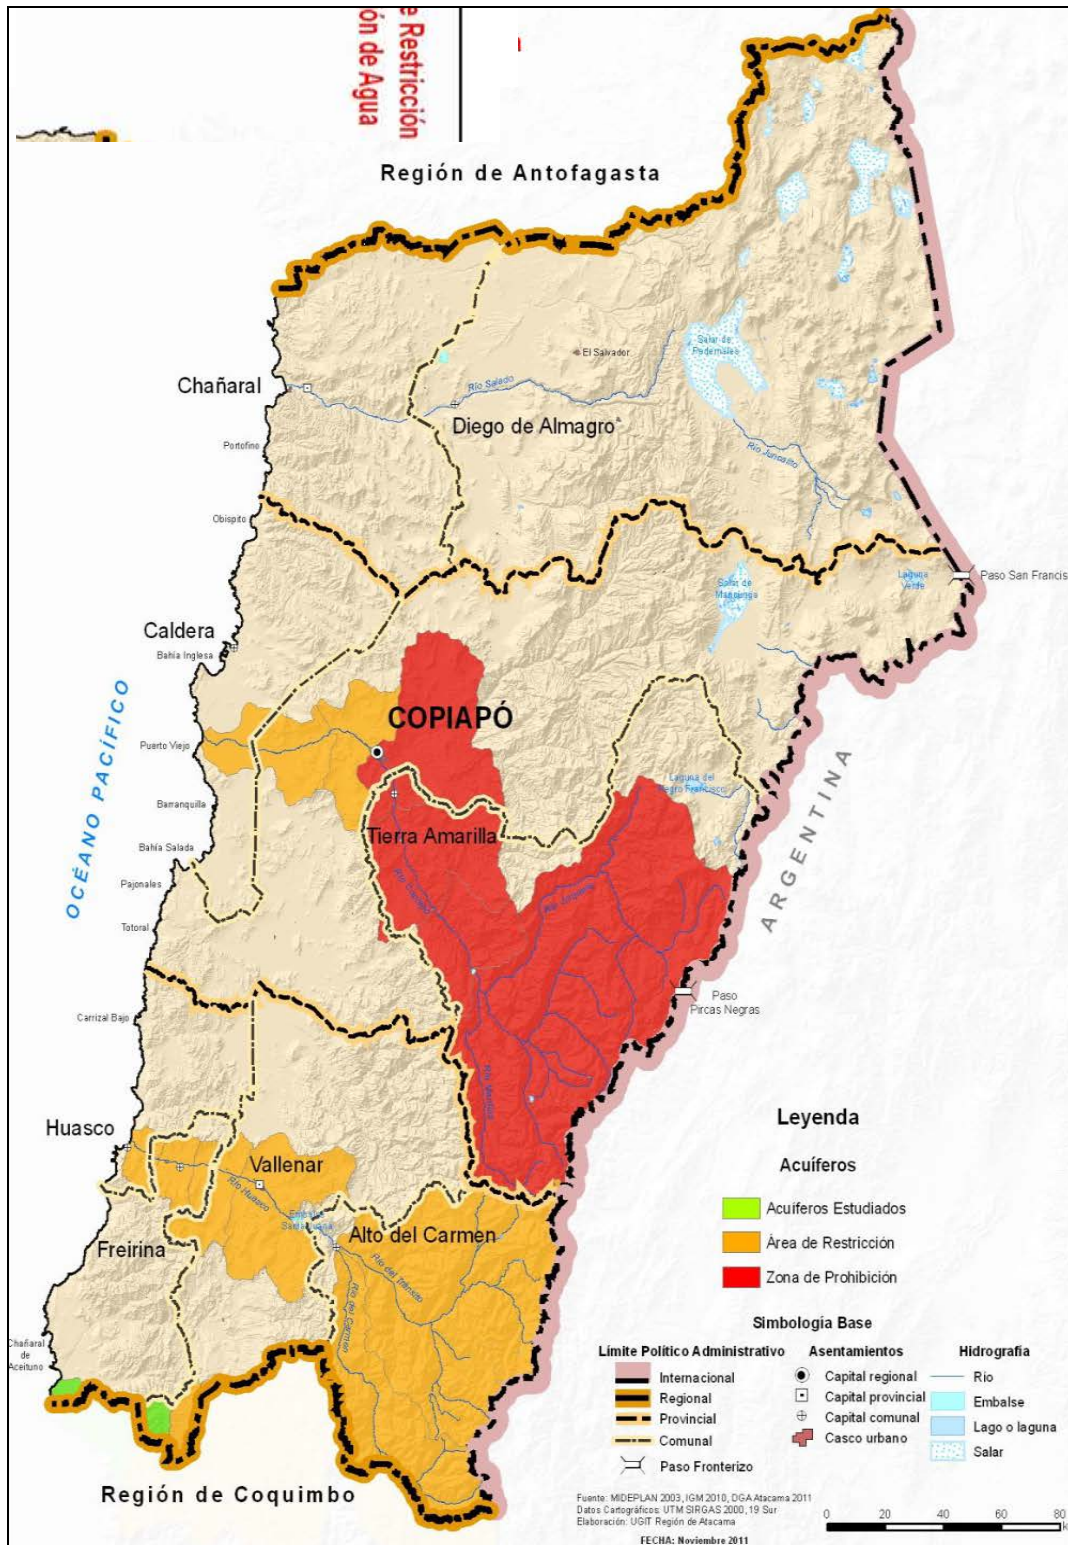 e Restricción
ón de Agua
Región de Antofagasta
Salar de
Pedernales
El Salvador
Chañaral
Río Salado
Diego de Almagro
Portofino
Río Juncalito
Obispito
Paso San Francis
Laguna
Verde
Salar de
Maricunga
Caldera
Bahía Inglesa
OCÉANO PACÍFICO
COPIAPÓ
Puerto Viejo
Laguna del
Negro Francisco
ARGENTINA
Barranquilla
Tierra Amarilla
Bahía Salada
Río Copiapó
Río Jorquera
Pajonales
Totoral
Paso
Pircas Negras
Carrizal Bajo
Río Manflas
Huasco
Vallenar
Río Huasco
Embalse
Santa Juana
Alto del Carmen
Freirina
Río del Tránsito
Río del Carmen
Chañaral
de
Aceituno
Región de Coquimbo
Leyenda
Acuíferos
Acuíferos Estudiados
Área de Restricción
Zona de Prohibición
Simbología Base
Límite Político Administrativo
Internacional
Regional
Provincial
Comunal
Paso Fronterizo
Asentamientos
Capital regional
Capital provincial
Capital comunal
Casco urbano
Hidrografía
Río
Embalse
Lago o laguna
Salar
Fuente: MIDEPLAN 2003, IGM 2010, DGA Atacama 2011
Datos Cartográficos: UTM SIRGAS 2000, 19 Sur
Elaboración: UGIT Región de Atacama
FECHA: Noviembre 2011
0 20 40 60 80